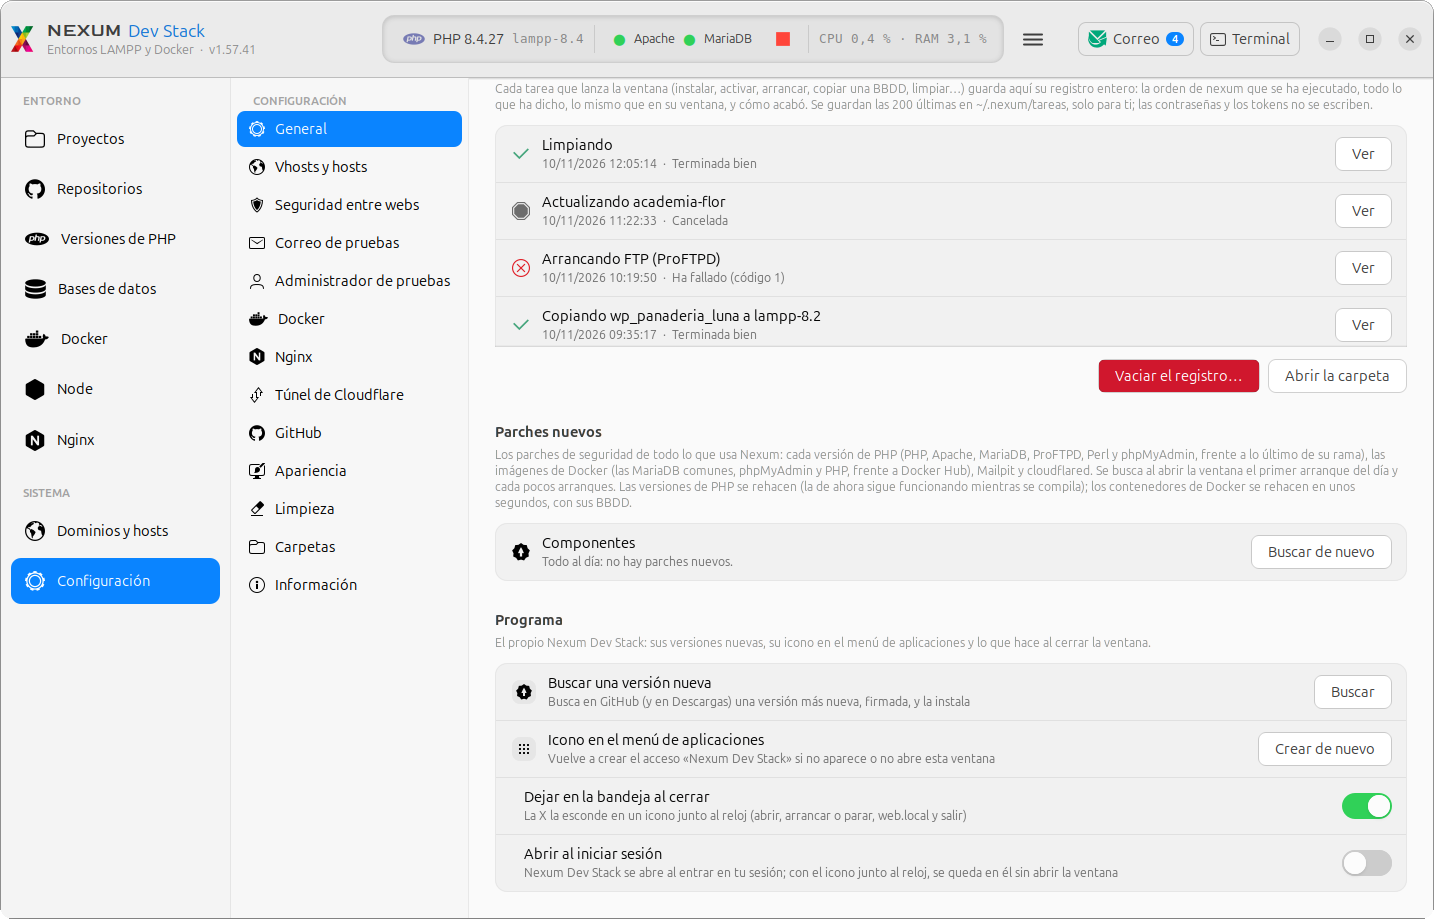 NEXUM Dev Stack
Entornos LAMPP y Docker · v1.57.41
php PHP 8.4.27 lampp-8.4
Apache MariaDB
CPU 0,4 % · RAM 3,1 %
Correo 4
Terminal
ENTORNO
Proyectos
Repositorios
php Versiones de PHP
Bases de datos
Docker
Node
N Nginx
SISTEMA
Dominios y hosts
Configuración
CONFIGURACIÓN
General
Vhosts y hosts
Seguridad entre webs
Correo de pruebas
Administrador de pruebas
Docker
N Nginx
Túnel de Cloudflare
GitHub
Apariencia
Limpieza
Carpetas
Información
Cada tarea que lanza la ventana (instalar, activar, arrancar, copiar una BBDD, limpiar…) guarda aquí su registro entero: la orden de nexum que se ha ejecutado, todo lo
que ha dicho, lo mismo que en su ventana, y cómo acabó. Se guardan las 200 últimas en ~/.nexum/tareas, solo para ti; las contraseñas y los tokens no se escriben.
Limpiando
10/11/2026 12:05:14 · Terminada bien
Ver
Actualizando academia-flor
10/11/2026 11:22:33 · Cancelada
Ver
Arrancando FTP (ProFTPD)
10/11/2026 10:19:50 · Ha fallado (código 1)
Ver
Copiando wp_panaderia_luna a lampp-8.2
10/11/2026 09:35:17 · Terminada bien
Ver
Vaciar el registro…
Abrir la carpeta
Parches nuevos
Los parches de seguridad de todo lo que usa Nexum: cada versión de PHP (PHP, Apache, MariaDB, ProFTPD, Perl y phpMyAdmin, frente a lo último de su rama), las
imágenes de Docker (las MariaDB comunes, phpMyAdmin y PHP, frente a Docker Hub), Mailpit y cloudflared. Se busca al abrir la ventana el primer arranque del día y
cada pocos arranques. Las versiones de PHP se rehacen (la de ahora sigue funcionando mientras se compila); los contenedores de Docker se rehacen en unos
segundos, con sus BBDD.
Componentes
Todo al día: no hay parches nuevos.
Buscar de nuevo
Programa
El propio Nexum Dev Stack: sus versiones nuevas, su icono en el menú de aplicaciones y lo que hace al cerrar la ventana.
Buscar una versión nueva
Busca en GitHub (y en Descargas) una versión más nueva, firmada, y la instala
Buscar
Icono en el menú de aplicaciones
Vuelve a crear el acceso «Nexum Dev Stack» si no aparece o no abre esta ventana
Crear de nuevo
Dejar en la bandeja al cerrar
La X la esconde en un icono junto al reloj (abrir, arrancar o parar, web.local y salir)
Abrir al iniciar sesión
Nexum Dev Stack se abre al entrar en tu sesión; con el icono junto al reloj, se queda en él sin abrir la ventana